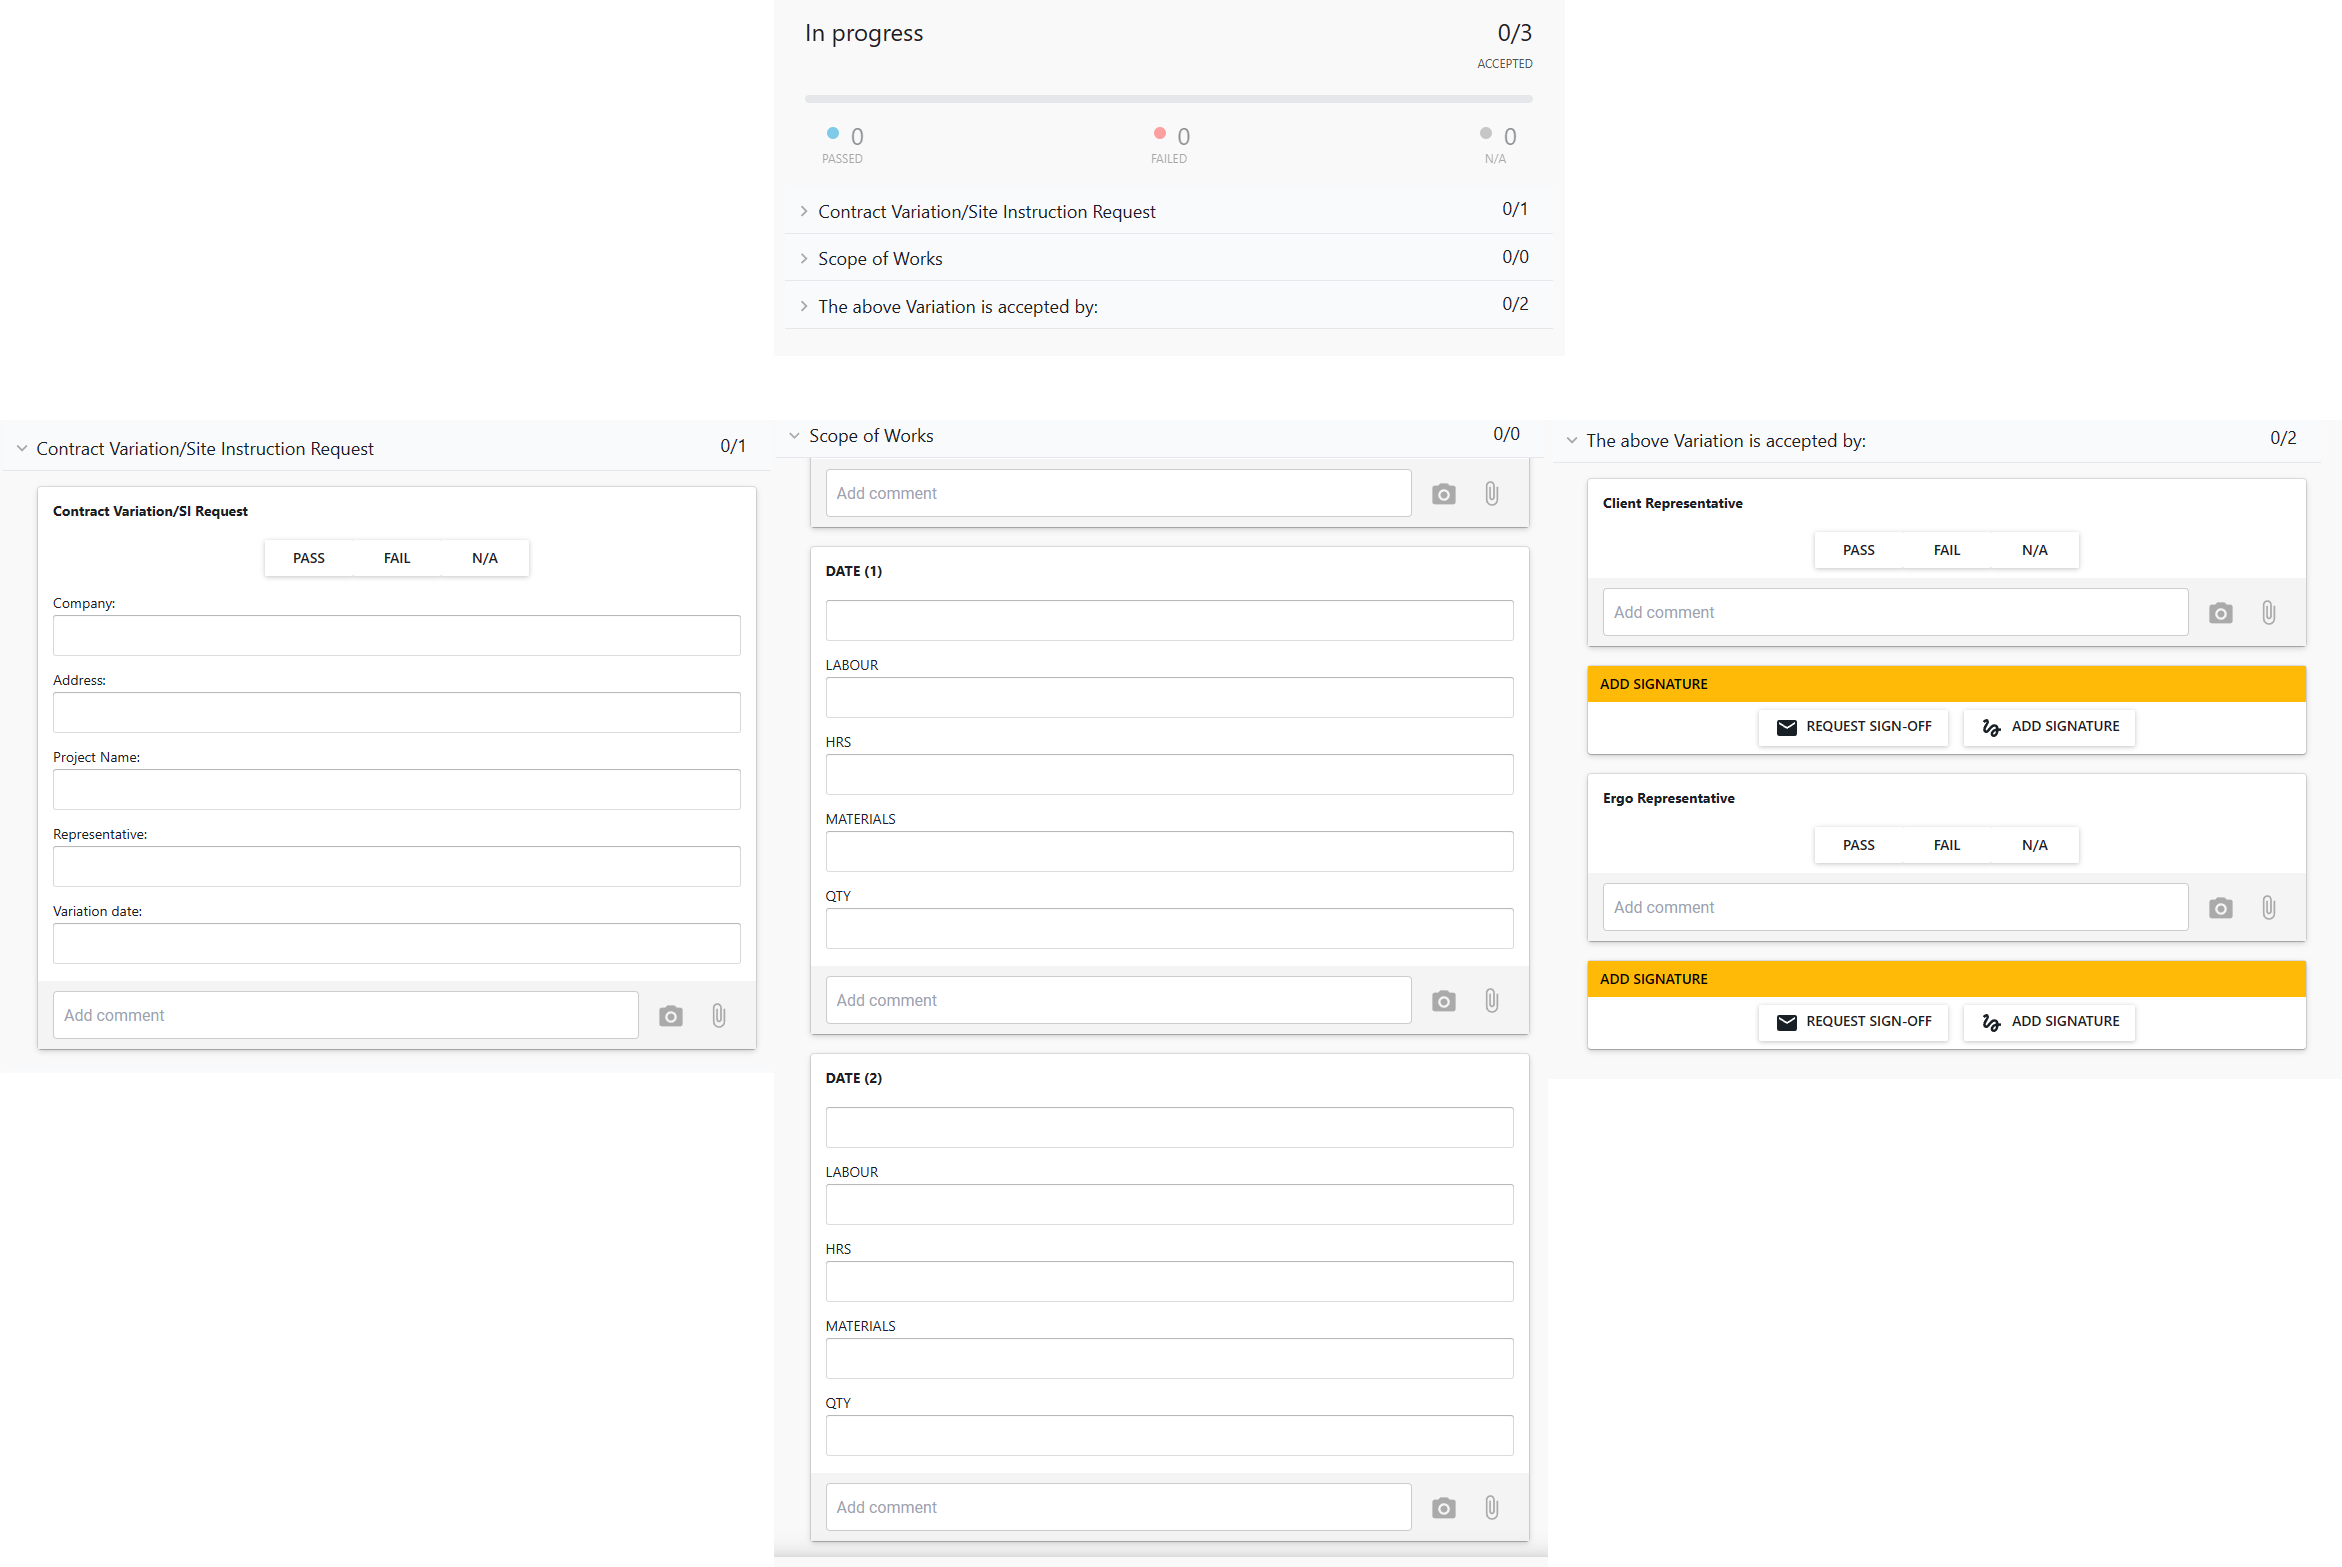 In progress
0/3
ACCEPTED
0
PASSED
0
FAILED
0
N/A
Contract Variation/Site Instruction Request
0/1
Scope of Works
0/0
The above Variation is accepted by:
0/2
Contract Variation/Site Instruction Request
0/1
Contract Variation/SI Request
PASS FAIL N/A
Company:
Address:
Project Name:
Representative:
Variation date:
Add comment
Scope of Works
0/0
Add comment
DATE (1)
LABOUR
HRS
MATERIALS
QTY
Add comment
DATE (2)
LABOUR
HRS
MATERIALS
QTY
Add comment
The above Variation is accepted by:
0/2
Client Representative
PASS FAIL N/A
Add comment
ADD SIGNATURE
REQUEST SIGN-OFF ADD SIGNATURE
Ergo Representative
PASS FAIL N/A
Add comment
ADD SIGNATURE
REQUEST SIGN-OFF ADD SIGNATURE